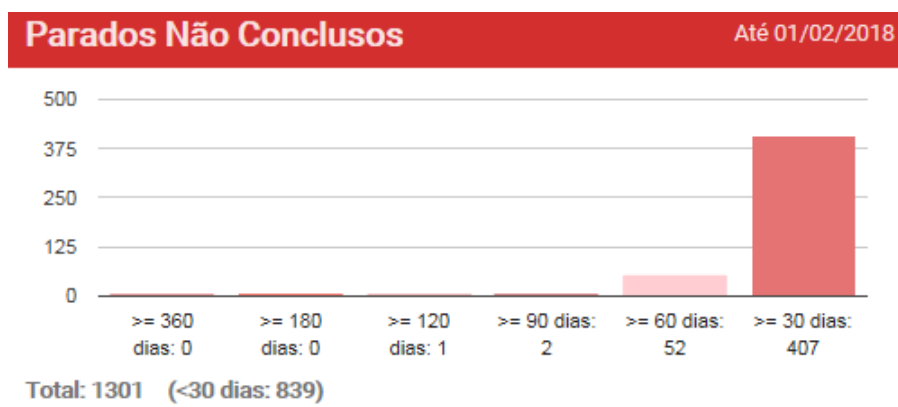 Parados Não Conclusos
Até 01/02/2018
500
375
250
125
0
>= 360 dias: 0
>= 180 dias: 0
>= 120 dias: 1
>= 90 dias: 2
>= 60 dias: 52
>= 30 dias: 407
Total: 1301 (<30 dias: 839)